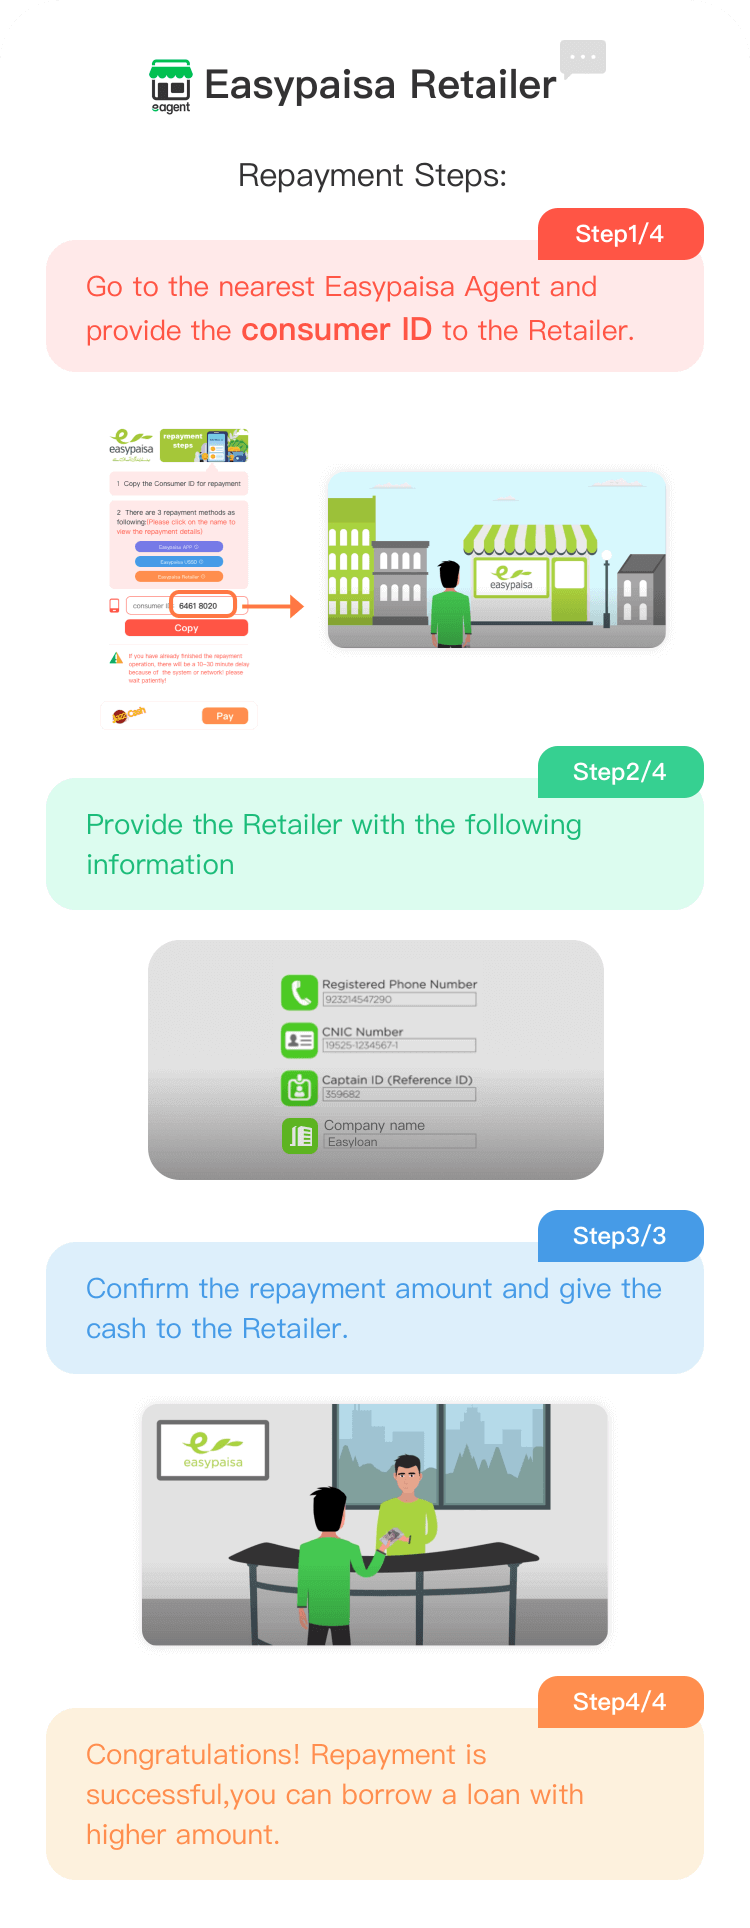 eagent
Easypaisa Retailer
Repayment Steps:
Step1/4
Go to the nearest Easypaisa Agent and
provide the consumer ID to the Retailer.
easypaisa
repayment
steps
1 Copy the Consumer ID for repayment
2 There are 3 repayment methods as
following:(Please click on the name to
view the repayment details)
Easypaisa APP
Easypaisa USSD
Easypaisa Retailer
consumer I
6461 8020
Copy
If you have already finished the repayment
operation, there will be a 10-30 minute delay
because of the system or network! please
wait patiently!
Cash
Pay
easypaisa
Step2/4
Provide the Retailer with the following
information
Registered Phone Number
923214547290
CNIC Number
19525-1234567-1
Captain ID (Reference ID)
359682
Company name
Easyloan
Step3/3
Confirm the repayment amount and give the
cash to the Retailer.
easypaisa
Step4/4
Congratulations! Repayment is
successful,you can borrow a loan with
higher amount.